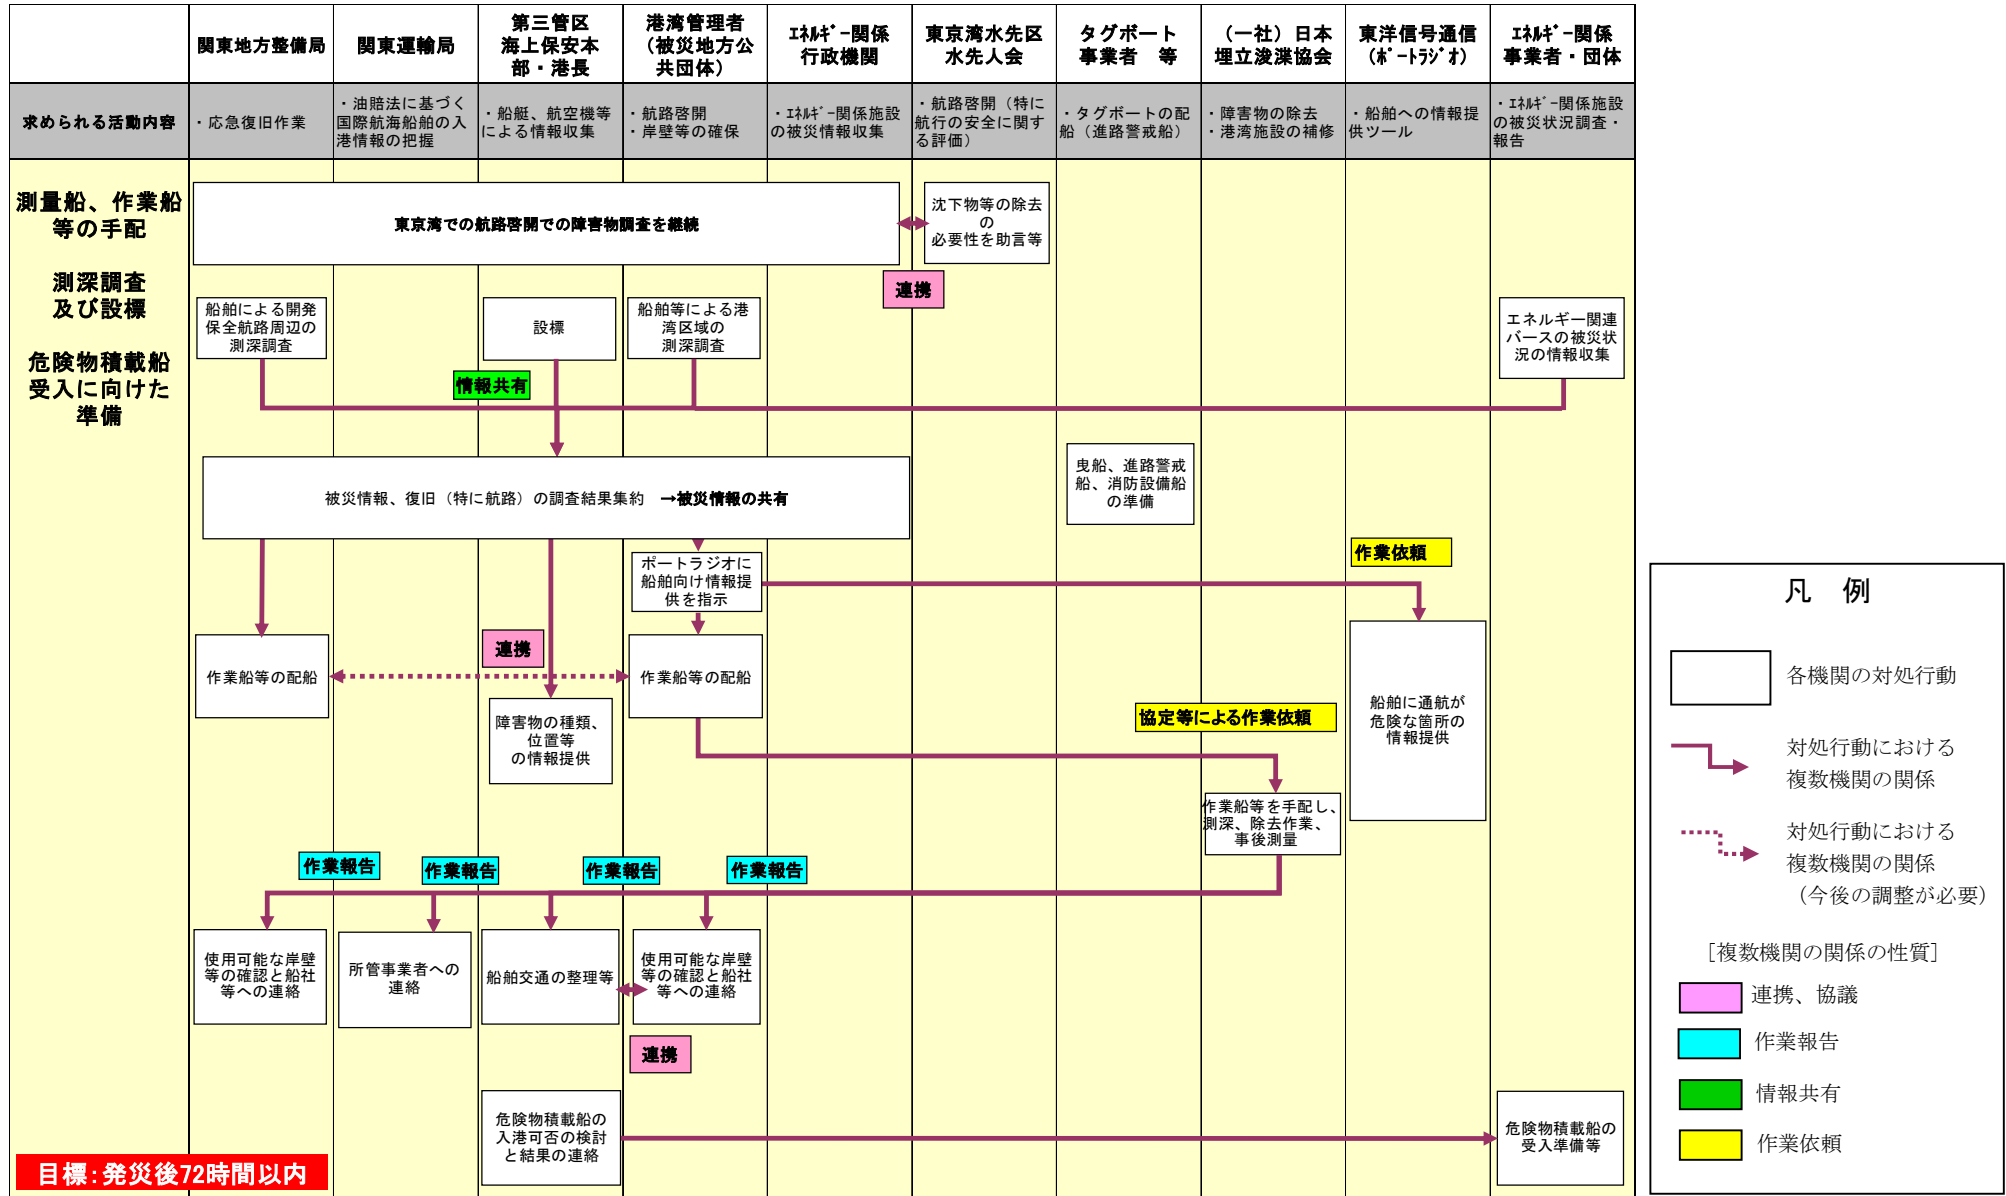 関東地方整備局
関東運輸局
第三管区
海上保安本
部・港長
港湾管理者
(被災地方公
共団体)
ｴﾈﾙｷﾞｰ関係
行政機関
東京湾水先区
水先人会
タグボート
事業者　等
(一社)日本
埋立浚渫協会
東洋信号通信
(ﾎﾟｰﾄﾗｼﾞｵ)
ｴﾈﾙｷﾞｰ関係
事業者・団体
求められる活動内容
・応急復旧作業
・油賠法に基づく
国際航海船舶の入
港情報の把握
・船艇、航空機等
による情報収集
・航路啓開
・岸壁等の確保
・ｴﾈﾙｷﾞｰ関係施設
の被災情報収集
・航路啓開（特に
航行の安全に関す
る評価）
・タグボートの配
船（進路警戒船）
・障害物の除去
・港湾施設の補修
・船舶への情報提
供ツール
・ｴﾈﾙｷﾞｰ関係施設
の被災状況調査・
報告
測量船、作業船
等の手配
測深調査
及び設標
危険物積載船
受入に向けた
準備
東京湾での航路啓開での障害物調査を継続
沈下物等の除去
の
必要性を助言等
連携
船舶による開発
保全航路周辺の
測深調査
設標
船舶等による港
湾区域の
測深調査
エネルギー関連
バースの被災状
況の情報収集
情報共有
被災情報、復旧（特に航路）の調査結果集約　→被災情報の共有
曳船、進路警戒
船、消防設備船
の準備
ポートラジオに
船舶向け情報提
供を指示
作業依頼
作業船等の配船
連携
作業船等の配船
船舶に通航が
危険な箇所の
情報提供
障害物の種類、
位置等
の情報提供
協定等による作業依頼
作業船等を手配し、
測深、除去作業、
事後測量
作業報告
作業報告
作業報告
作業報告
使用可能な岸壁
等の確認と船社
等への連絡
所管事業者への
連絡
船舶交通の整理等
使用可能な岸壁
等の確認と船社
等への連絡
連携
危険物積載船の
入港可否の検討
と結果の連絡
危険物積載船の
受入準備等
目標：発災後72時間以内
凡　例
各機関の対処行動
対処行動における
複数機関の関係
対処行動における
複数機関の関係
（今後の調整が必要）
［複数機関の関係の性質］
連携、協議
作業報告
情報共有
作業依頼